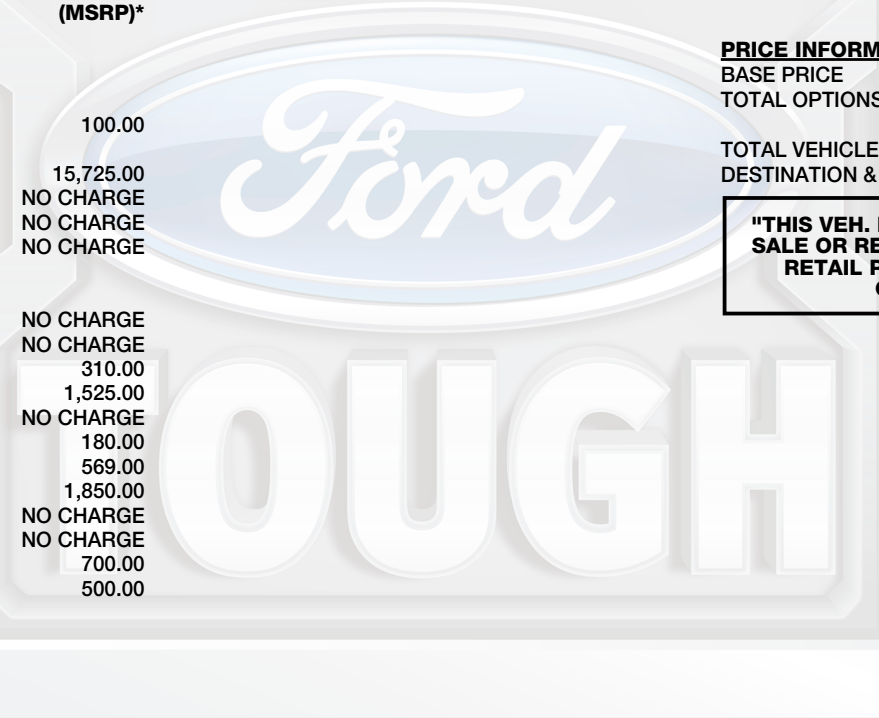 (MSRP)*
100.00
15,725.00
NO CHARGE
NO CHARGE
NO CHARGE
NO CHARGE
NO CHARGE
310.00
1,525.00
NO CHARGE
180.00
569.00
1,850.00
NO CHARGE
NO CHARGE
700.00
500.00
PRICE INFORM
BASE PRICE
TOTAL OPTIONS
TOTAL VEHICLE
DESTINATION &
"THIS VEH.
SALE OR RE
RETAIL P
Ford
TOUGH